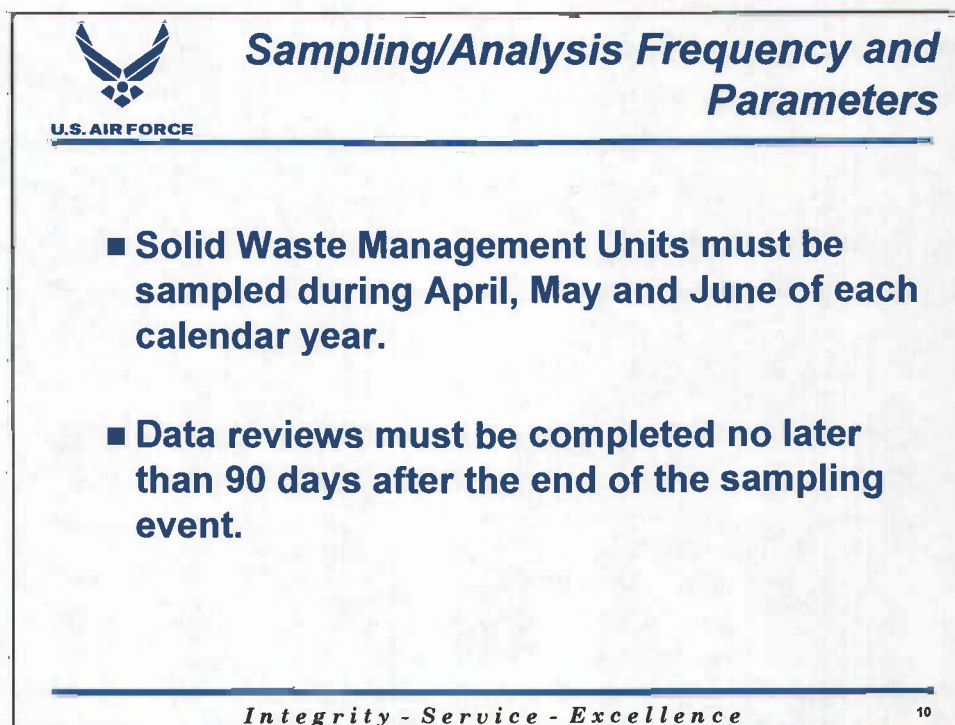 Sampling/Analysis Frequency and
Parameters
U.S. AIR FORCE
■ Solid Waste Management Units must be
sampled during April, May and June of each
calendar year.
■ Data reviews must be completed no later
than 90 days after the end of the sampling
event.
Integrity - Service - Excellence
10